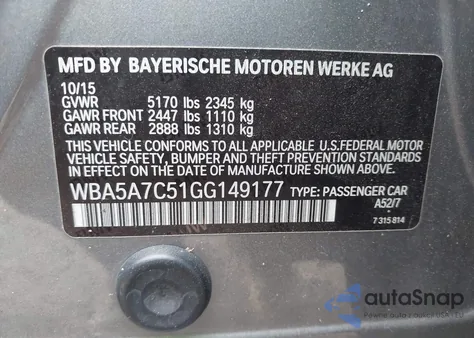 MFD BY BAYERISCHE MOTOREN WERKE AG
10/15
GVWR 5170 lbs 2345 kg
GAWR FRONT 2447 lbs 1110 kg
GAWR REAR 2888 lbs 1310 kg
THIS VEHICLE CONFORMS TO ALL APPLICABLE U.S.FEDERAL MOTOR
VEHICLE SAFETY, BUMPER, AND THEFT PREVENTION STANDARDS
IN EFFECT ON THE DATE OF MANUFACTURE SHOWN ABOVE.
WBA5A7C51GG149177 TYPE: PASSENGER CAR
A52/7
7 315 814
autoSnap